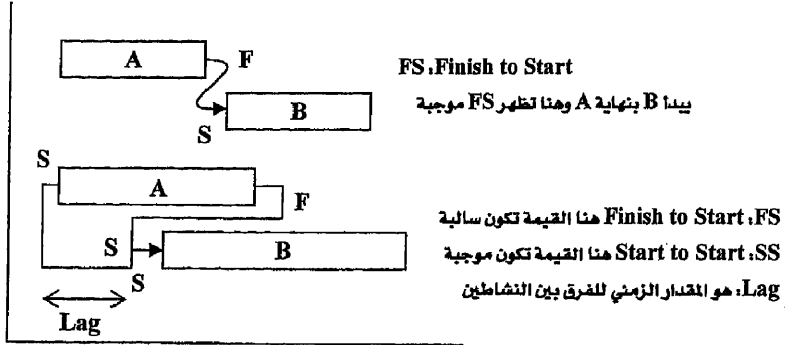 A
F
FS،Finish to Start
يبدأ B بنهاية A وهنا تظهر FS موجبة
B
S
S
A
F
FS،Finish to Start هنا القيمة تكون سالبة
S
B
SS،Start to Start هنا القيمة تكون موجبة
S
Lag، هو المقدار الزمني للفرق بين النشاطين
Lag